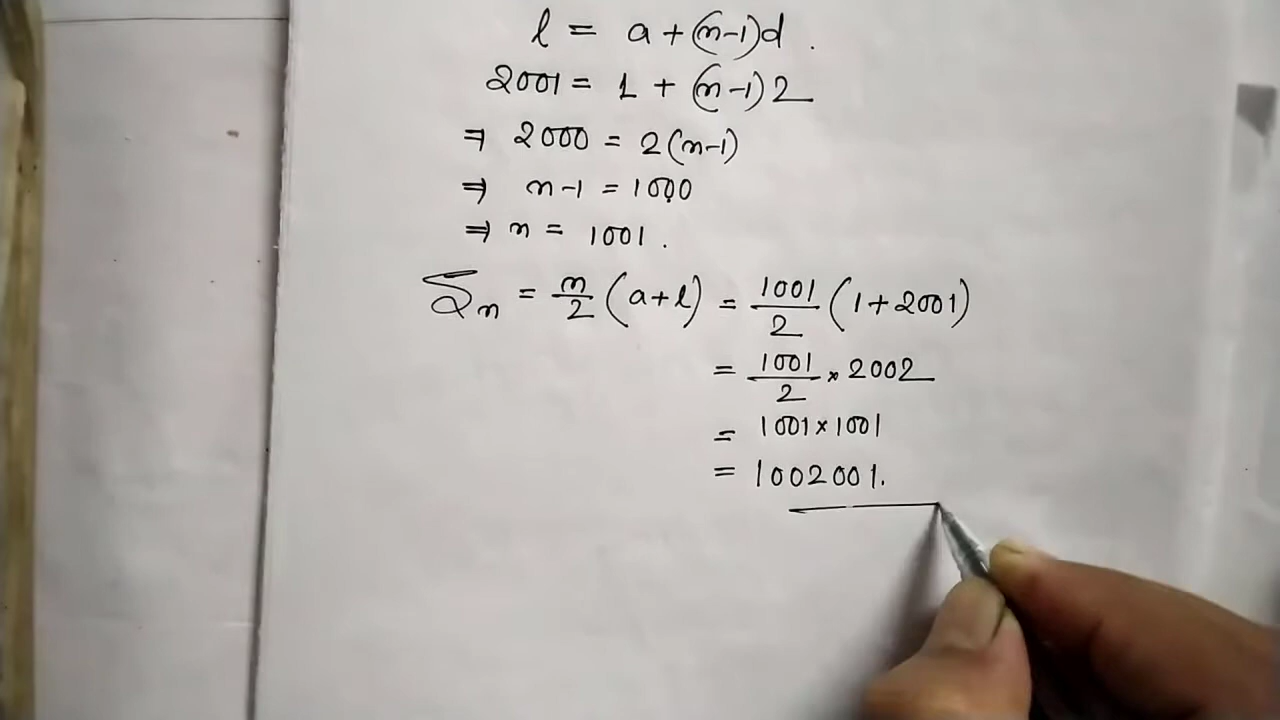 l = a + (n-1)d .
2001 = 1 + (n-1) 2
⇒ 2000 = 2(n-1)
⇒ n-1 = 1000
⇒ n = 1001 .
Sn = n/2 (a+l) = 1001/2 (1+2001)
= 1001/2 × 2002
= 1001 × 1001
= 1002001.